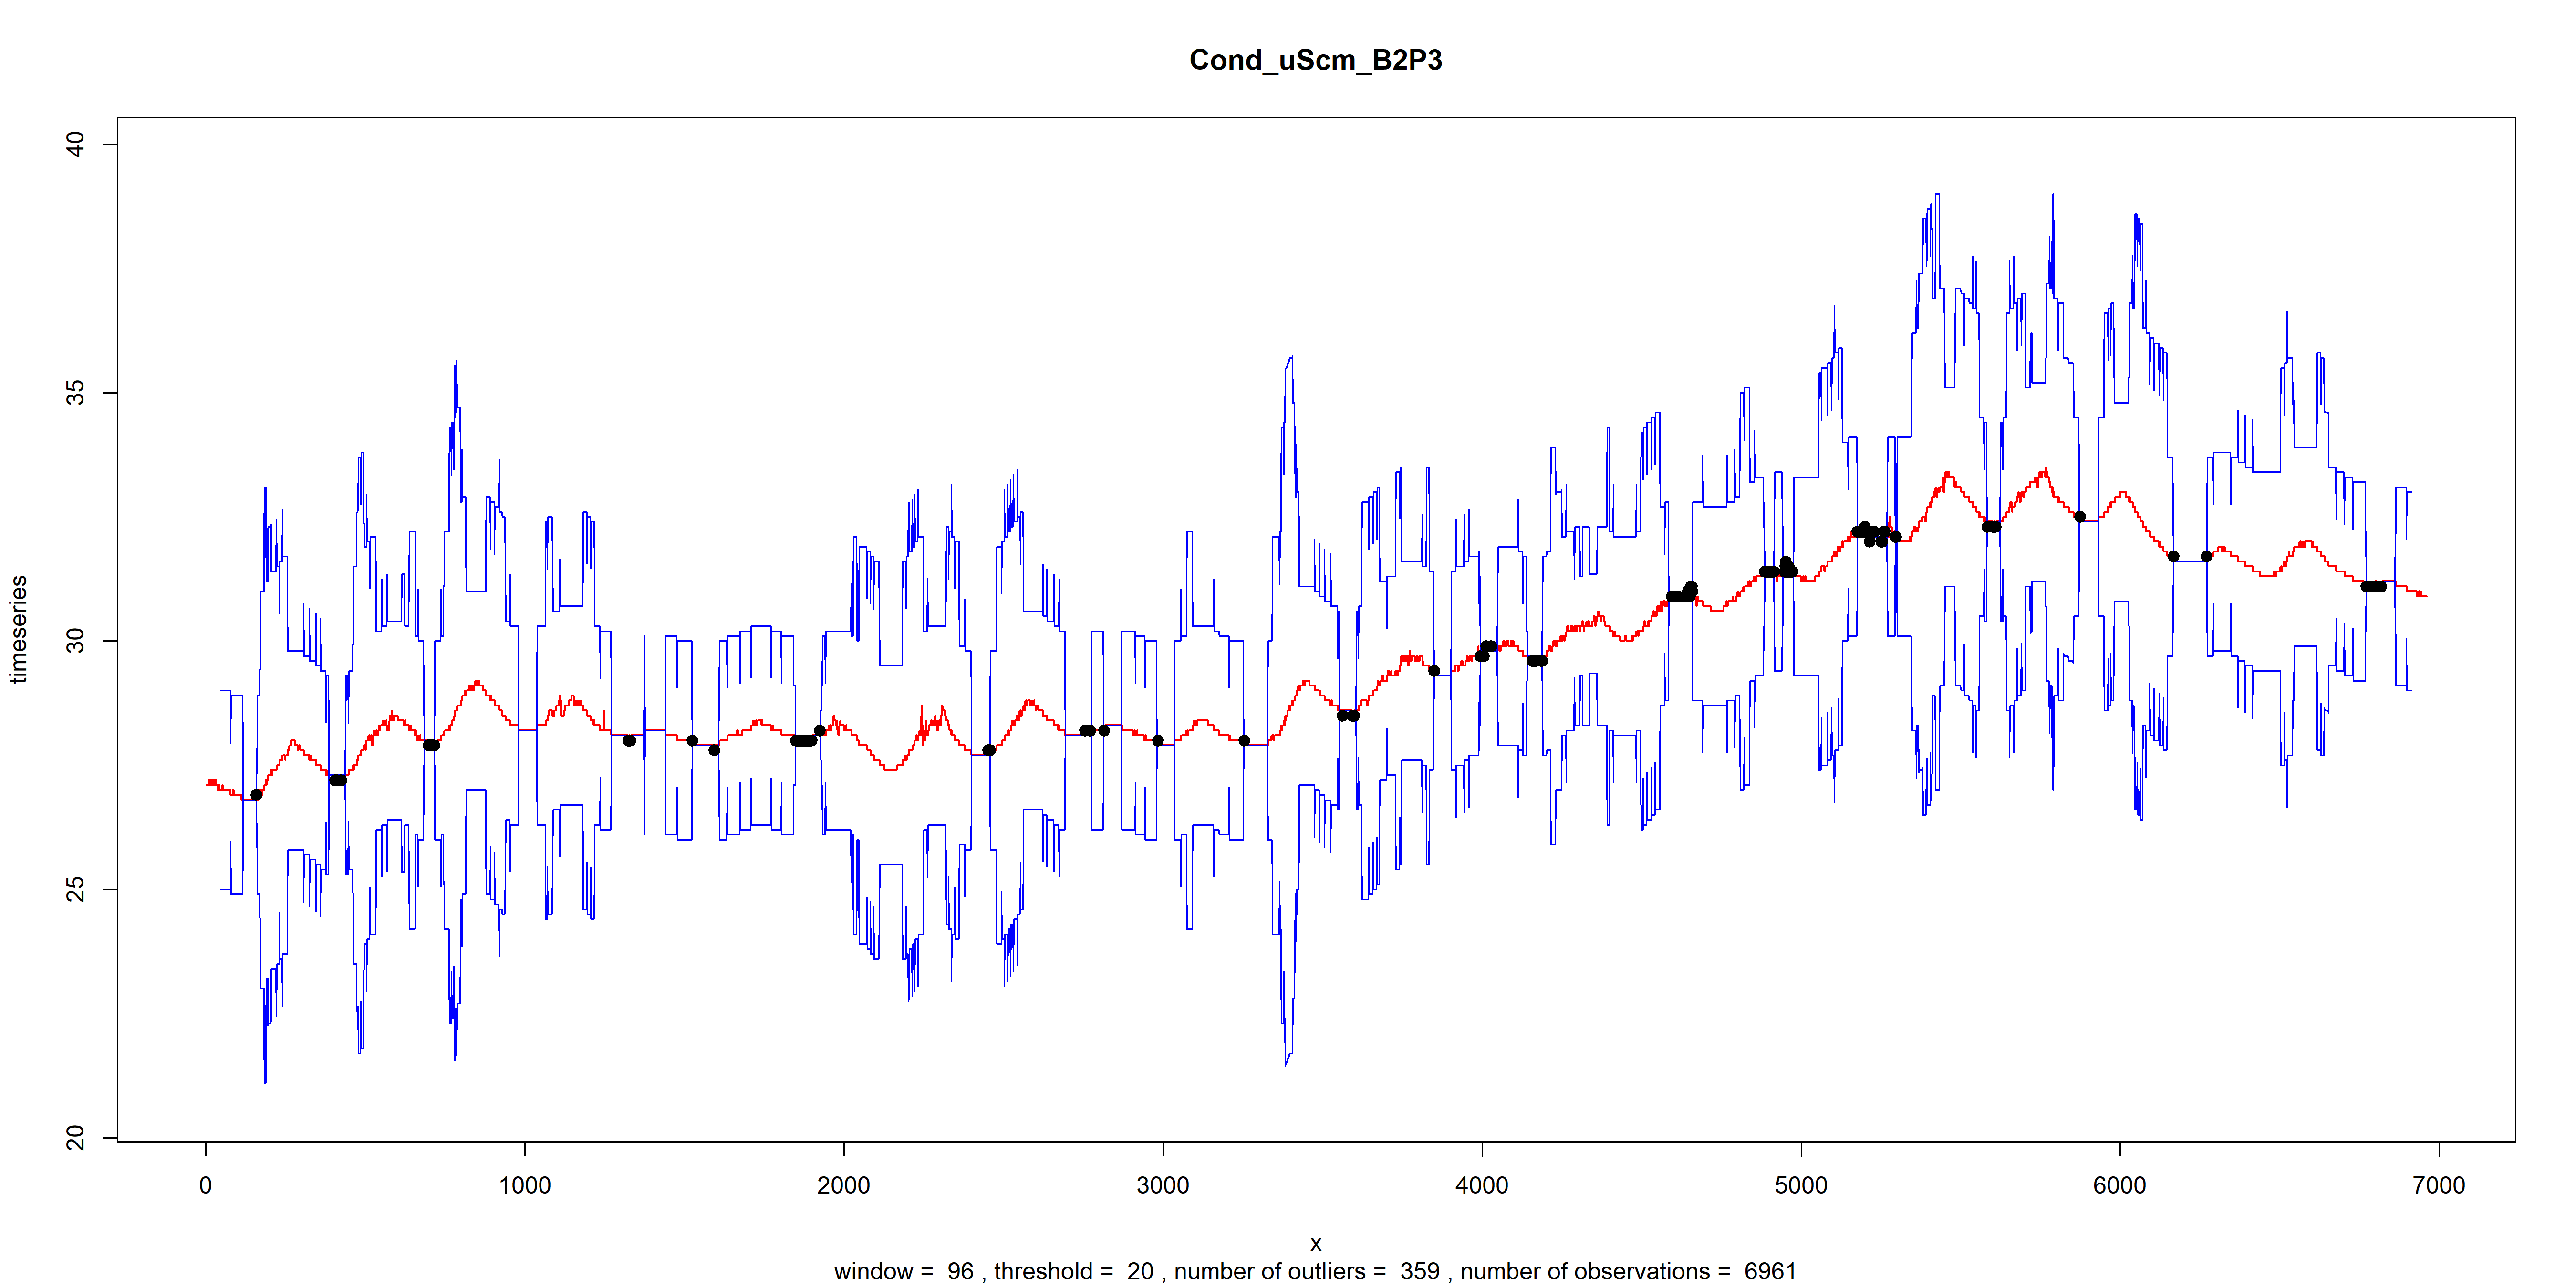 Cond_uScm_B2P3
40
35
30
25
20
timeseries
0 1000 2000 3000 4000 5000 6000 7000
x
window = 96 , threshold = 20 , number of outliers = 359 , number of observations = 6961